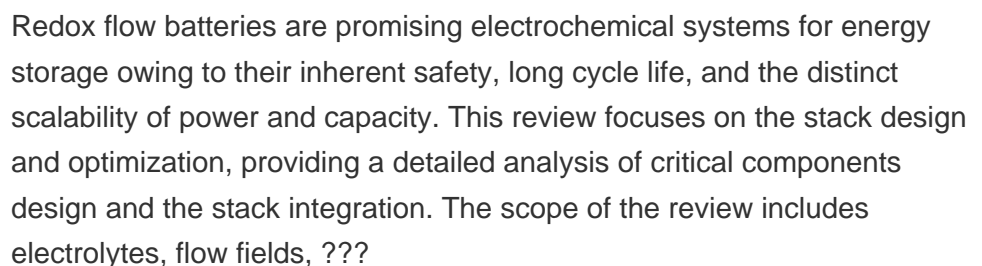 Redox flow batteries are promising electrochemical systems for energy
storage owing to their inherent safety, long cycle life, and the distinct
scalability of power and capacity. This review focuses on the stack design
and optimization, providing a detailed analysis of critical components
design and the stack integration. The scope of the review includes
electrolytes, flow fields, ???